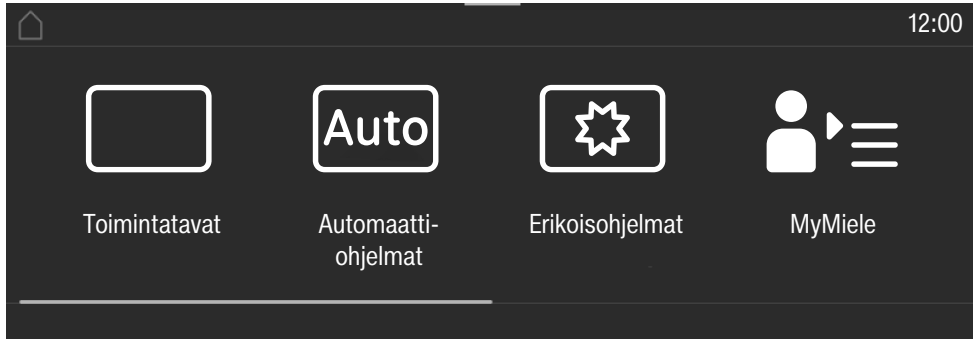 12:00
Auto
Toimintatavat
Automaatti-
ohjelmat
Erikoisohjelmat
MyMiele